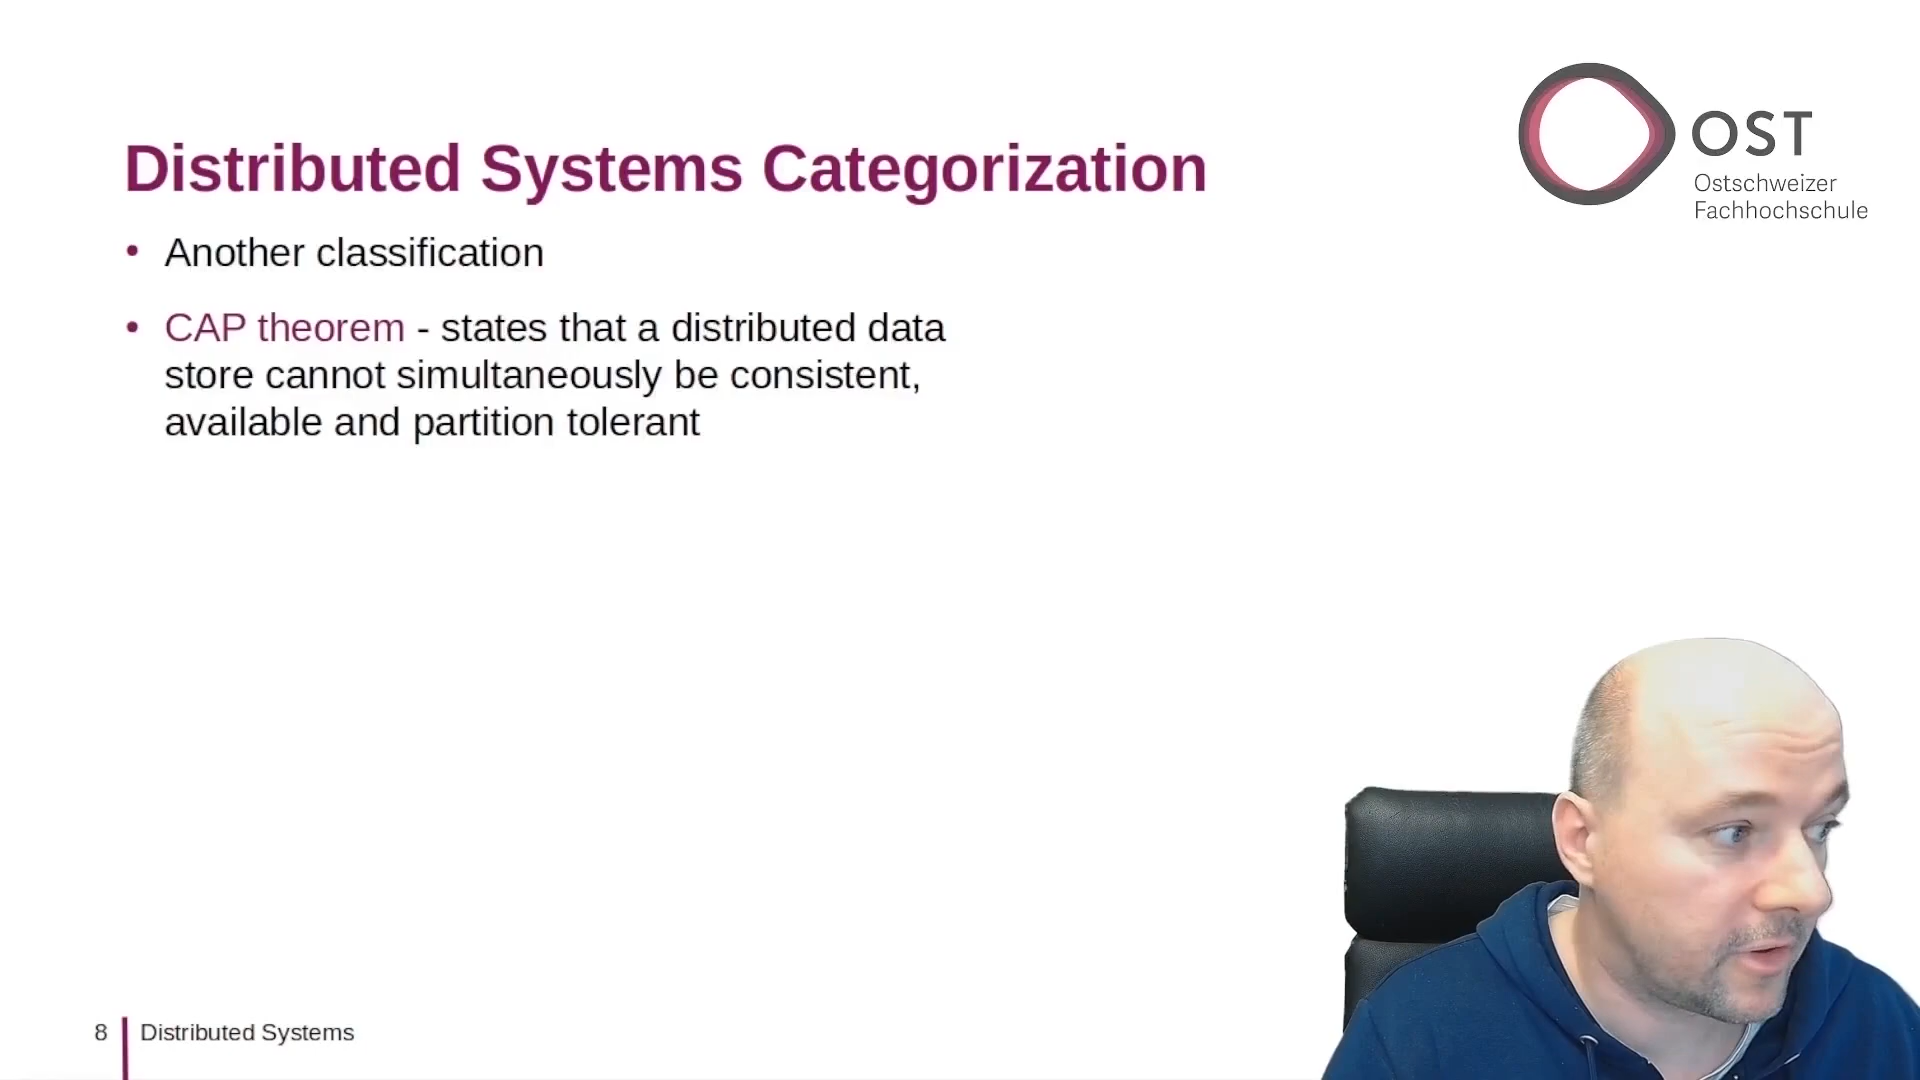 OST
Ostschweizer
Fachhochschule
Distributed Systems Categorization
• Another classification
• CAP theorem - states that a distributed data
store cannot simultaneously be consistent,
available and partition tolerant
8 Distributed Systems